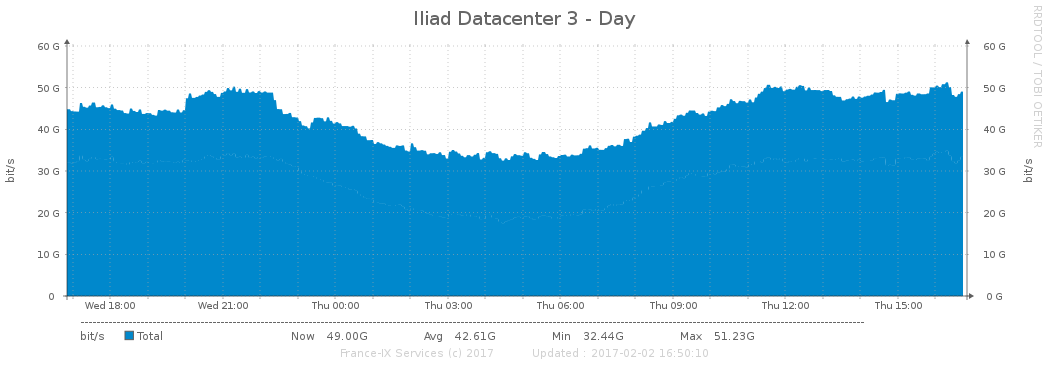 Iliad Datacenter 3 - Day
RRDTOOL / TOBI OETIKER
60 G 60 G
50 G 50 G
40 G 40 G
30 G 30 G
20 G 20 G
10 G 10 G
0 0 G
bit/s bit/s
Wed 18:00 Wed 21:00 Thu 00:00 Thu 03:00 Thu 06:00 Thu 09:00 Thu 12:00 Thu 15:00
bit/s Total Now 49.00G Avg 42.61G Min 32.44G Max 51.23G
France-IX Services (c) 2017 Updated : 2017-02-02 16:50:10